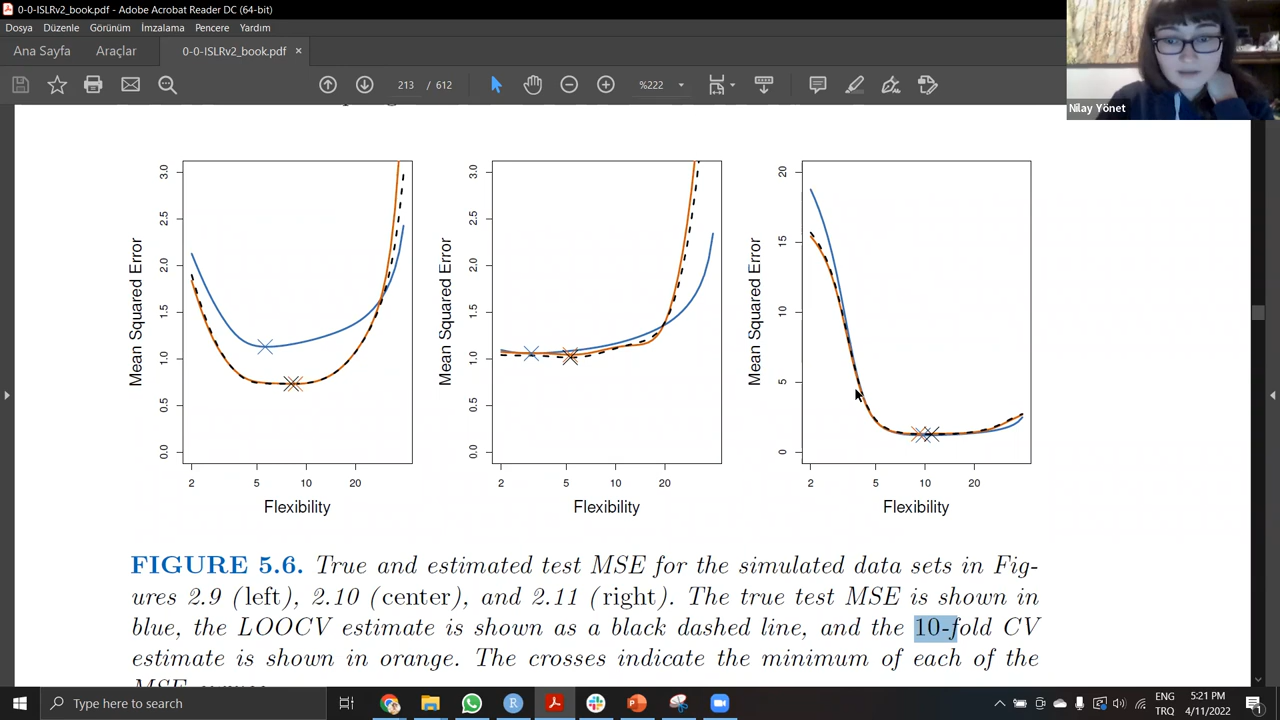 0-0-ISLRv2_book.pdf - Adobe Acrobat Reader DC (64-bit)
Dosya Düzenle Görünüm İmzalama Pencere Yardım
Ana Sayfa Araçlar 0-0-ISLRv2_book.pdf ×
213 / 612 %222
Nilay Yönet
3.0 2.5 2.0 1.5 1.0 0.5 0.0
Mean Squared Error
2 5 10 20
Flexibility
3.0 2.5 2.0 1.5 1.0 0.5 0.0
Mean Squared Error
2 5 10 20
Flexibility
20 15 10 5 0
Mean Squared Error
2 5 10 20
Flexibility
FIGURE 5.6. True and estimated test MSE for the simulated data sets in Fig-
ures 2.9 (left), 2.10 (center), and 2.11 (right). The true test MSE is shown in
blue, the LOOCV estimate is shown as a black dashed line, and the 10-fold CV
estimate is shown in orange. The crosses indicate the minimum of each of the
Type here to search
ENG
TRQ
5:21 PM
4/11/2022
1